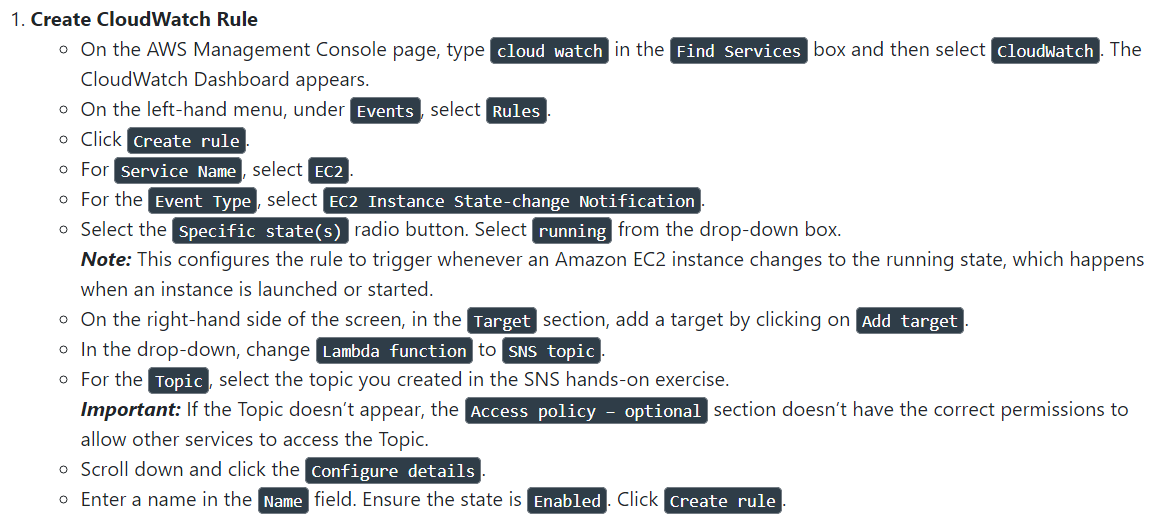 1. Create CloudWatch Rule
○ On the AWS Management Console page, type cloud watch in the Find Services box and then select CloudWatch. The
CloudWatch Dashboard appears.
○ On the left-hand menu, under Events, select Rules.
○ Click Create rule.
○ For Service Name, select EC2.
○ For the Event Type, select EC2 Instance State-change Notification.
○ Select the Specific state(s) radio button. Select running from the drop-down box.
Note: This configures the rule to trigger whenever an Amazon EC2 instance changes to the running state, which happens
when an instance is launched or started.
○ On the right-hand side of the screen, in the Target section, add a target by clicking on Add target.
○ In the drop-down, change Lambda function to SNS topic.
○ For the Topic, select the topic you created in the SNS hands-on exercise.
Important: If the Topic doesn’t appear, the Access policy – optional section doesn’t have the correct permissions to
allow other services to access the Topic.
○ Scroll down and click the Configure details.
○ Enter a name in the Name field. Ensure the state is Enabled. Click Create rule.